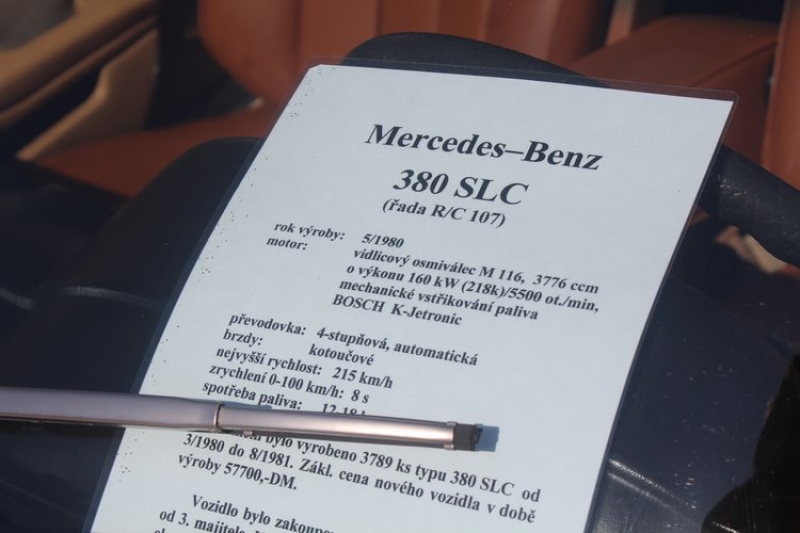 Mercedes–Benz
380 SLC
(řada R/C 107)
rok výroby: 5/1980
motor: vidlicový osmiválec M 116, 3776 ccm
o výkonu 160 kW (218k)/5500 ot./min,
mechanické vstřikování paliva
BOSCH K-Jetronic
převodovka: 4-stupňová, automatická
brzdy: kotoučové
nejvyšší rychlost: 215 km/h
zrychlení 0-100 km/h: 8 s
spotřeba paliva: 12-18 l
bylo vyrobeno 3789 ks typu 380 SLC od
3/1980 do 8/1981. Zákl. cena nového vozidla v době
výroby 57700,-DM.
Vozidlo bylo
od 3. majitele